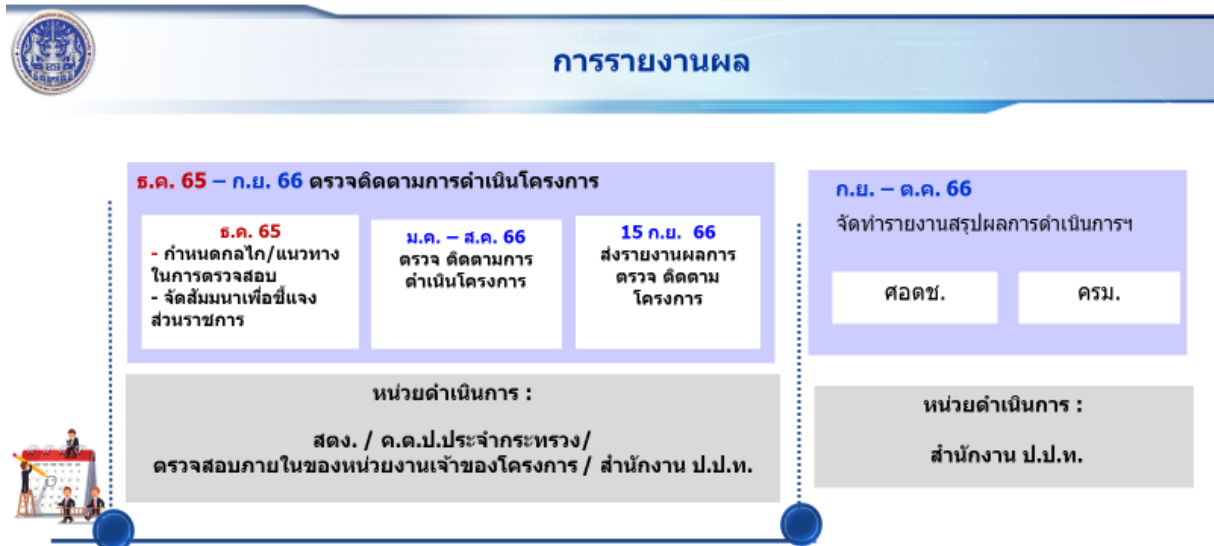 การรายงานผล
ธ.ค. 65 – ก.ย. 66 ตรวจติดตามการดำเนินโครงการ
ธ.ค. 65
- กำหนดกลไก/แนวทาง
ในการตรวจสอบ
- จัดสัมมนาเพื่อชี้แจง
ส่วนราชการ
ม.ค. – ส.ค. 66
ตรวจ ติดตามการ
ดำเนินโครงการ
15 ก.ย. 66
ส่งรายงานผลการ
ตรวจ ติดตาม
โครงการ
หน่วยดำเนินการ :
สตง. / ค.ต.ป.ประจำกระทรวง/
ตรวจสอบภายในของหน่วยงานเจ้าของโครงการ / สำนักงาน ป.ป.ท.
ก.ย. – ต.ค. 66
จัดทำรายงานสรุปผลการดำเนินการฯ
ศอตช.
ครม.
หน่วยดำเนินการ :
สำนักงาน ป.ป.ท.